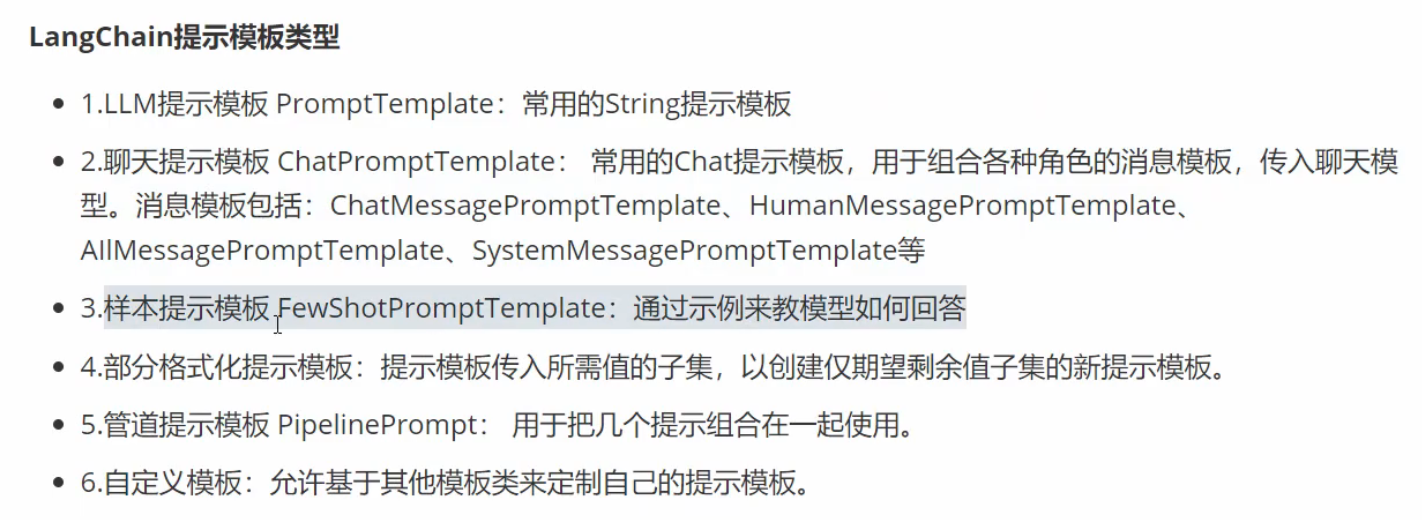 LangChain提示模板类型
1.LLM提示模板 PromptTemplate：常用的String提示模板
2.聊天提示模板 ChatPromptTemplate： 常用的Chat提示模板，用于组合各种角色的消息模板，传入聊天模
型。消息模板包括：ChatMessagePromptTemplate、HumanMessagePromptTemplate、
AIlMessagePromptTemplate、SystemMessagePromptTemplate等
3.样本提示模板 FewShotPromptTemplate：通过示例来教模型如何回答
4.部分格式化提示模板：提示模板传入所需值的子集，以创建仅期望剩余值子集的新提示模板。
5.管道提示模板 PipelinePrompt： 用于把几个提示组合在一起使用。
6.自定义模板：允许基于其他模板类来定制自己的提示模板。